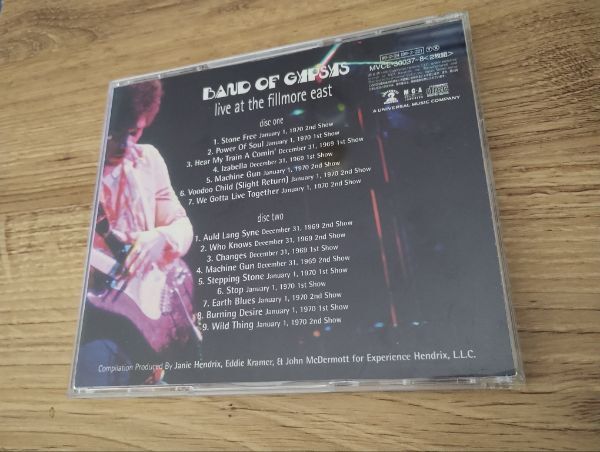 BAND OF GYPSYS
live at the fillmore east
MVCE-30037~8<2枚組>
MCA
A UNIVERSAL MUSIC COMPANY
disc one
1. Stone Free January 1, 1970 2nd Show
2. Power Of Soul January 1, 1970 1st Show
3. Hear My Train A Comin' December 31, 1969 1st Show
4. Izabella December 31, 1969 1st Show
5. Machine Gun January 1, 1970 2nd Show
6. Voodoo Child (Slight Return) January 1, 1970 1st Show
7. We Gotta Live Together January 1, 1970 2nd Show
disc two
1. Auld Lang Syne December 31, 1969 2nd Show
2. Who Knows December 31, 1969 2nd Show
3. Changes December 31, 1969 1st Show
4. Machine Gun December 31, 1969 2nd Show
5. Stepping Stone January 1, 1970 1st Show
6. Stop January 1, 1970 1st Show
7. Earth Blues January 1, 1970 2nd Show
8. Burning Desire January 1, 1970 1st Show
9. Wild Thing January 1, 1970 2nd Show
Compilation Produced By Janie Hendrix, Eddie Kramer, & John McDermott for Experience Hendrix, L.L.C.